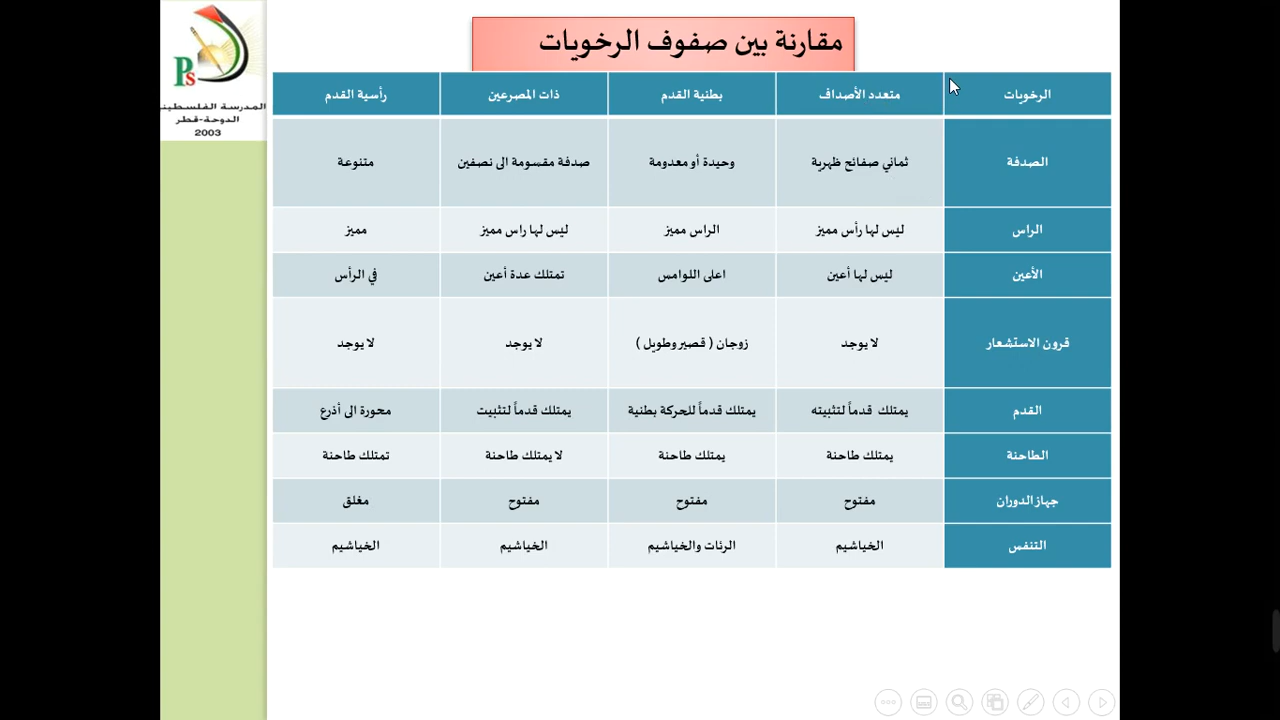 مقارنة بين صفوف الرخويات
Ps
المدرسة الفلسطينية
الدوحة-قطر
2003
الرخويات متعدد الأصداف بطنية القدم ذات المصرعين رأسية القدم
الصدفة ثماني صفائح ظهرية وحيدة أو معدومة صدفة مقسومة الى نصفين متنوعة
الراس ليس لها رأس مميز الراس مميز ليس لها راس مميز مميز
الأعين ليس لها أعين اعلى اللوامس تمتلك عدة أعين في الرأس
قرون الاستشعار لا يوجد زوجان ( قصير وطويل ) لا يوجد لا يوجد
القدم يمتلك قدماً لتثبيته يمتلك قدماً للحركة بطنية يمتلك قدماً لتثبيت محورة الى أذرع
الطاحنة يمتلك طاحنة يمتلك طاحنة لا يمتلك طاحنة تمتلك طاحنة
جهاز الدوران مفتوح مفتوح مفتوح مغلق
التنفس الخياشيم الرئات والخياشيم الخياشيم الخياشيم